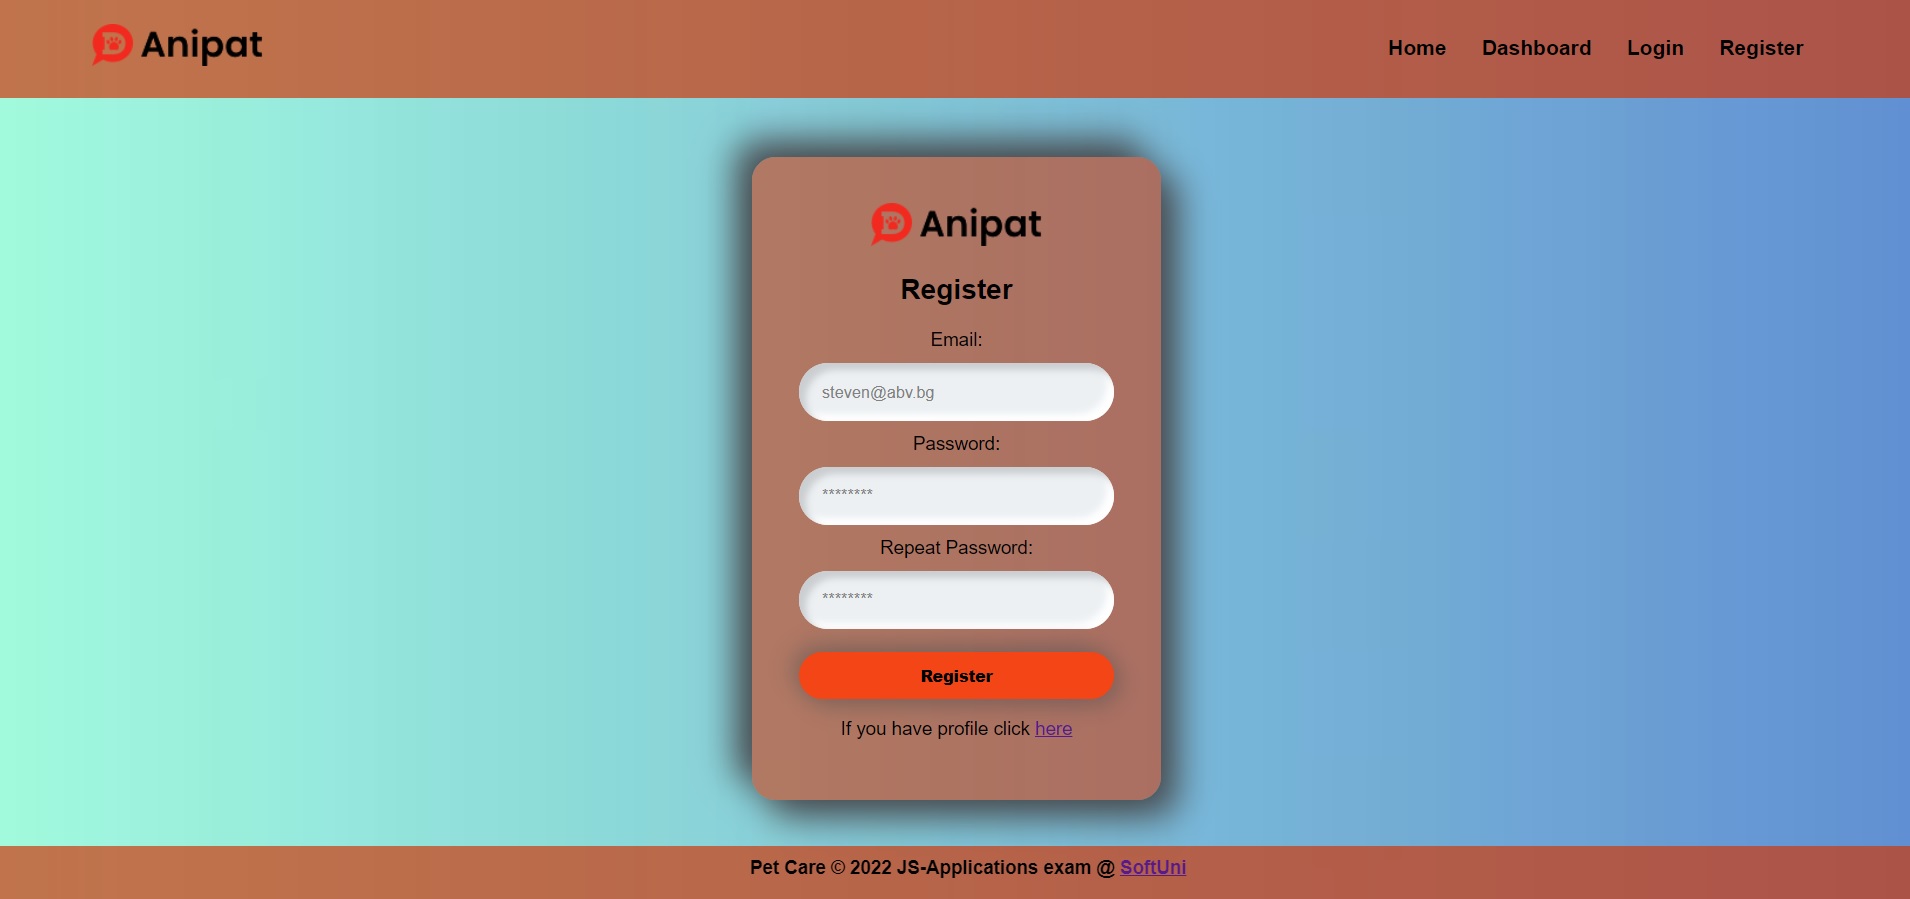 Anipat
Home Dashboard Login Register
Anipat
Register
Email:
steven@abv.bg
Password:
********
Repeat Password:
********
Register
If you have profile click here
Pet Care © 2022 JS-Applications exam @ SoftUni